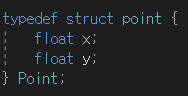 typedef struct point {
    float x;
    float y;
} Point;